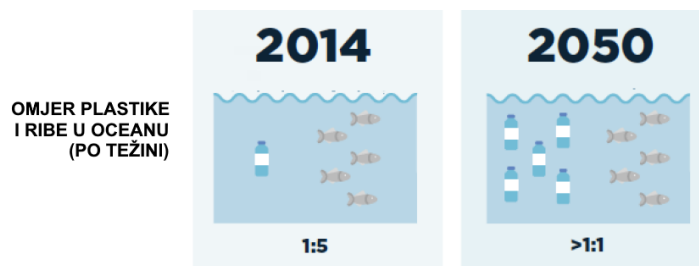 2014
2050
OMJER PLASTIKE
I RIBE U OCEANU
(PO TEŽINI)
1:5
>1:1